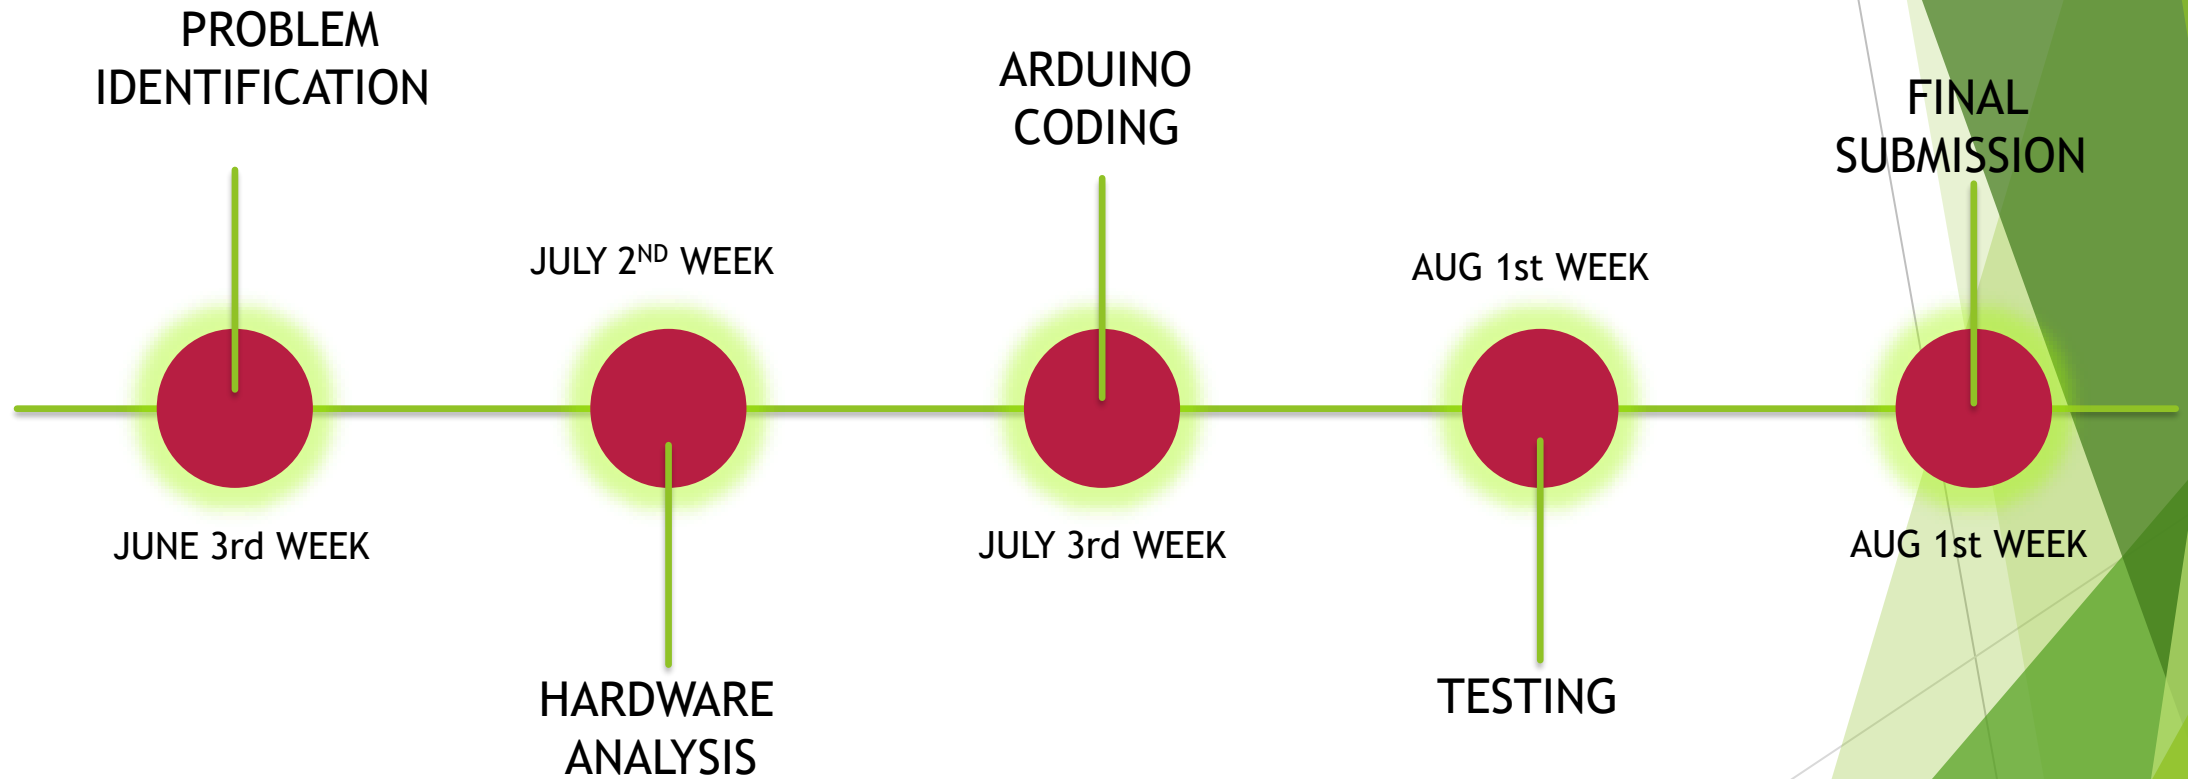 PROBLEM
IDENTIFICATION
JUNE 3rd WEEK
JULY 2ND WEEK
HARDWARE
ANALYSIS
ARDUINO
CODING
JULY 3rd WEEK
AUG 1st WEEK
TESTING
FINAL
SUBMISSION
AUG 1st WEEK